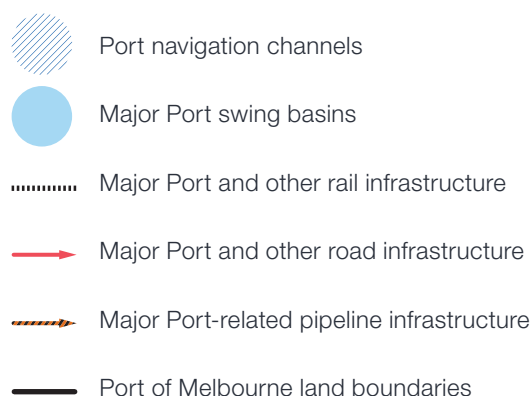 Port navigation channels
Major Port swing basins
Major Port and other rail infrastructure
Major Port and other road infrastructure
Major Port-related pipeline infrastructure
Port of Melbourne land boundaries